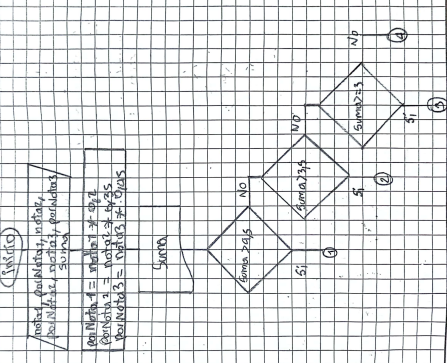 inicio
nota1, porNota1, nota2,
porNota2, nota3, porNota3
suma
porNota1 = nota1 * 0,2
porNota2 = nota2 * 0,35
porNota3 = nota3 * 0,45
suma
suma > 4,5
No
Si
1
suma > 3,5
No
Si
2
suma >= 3
No
Si
3
4